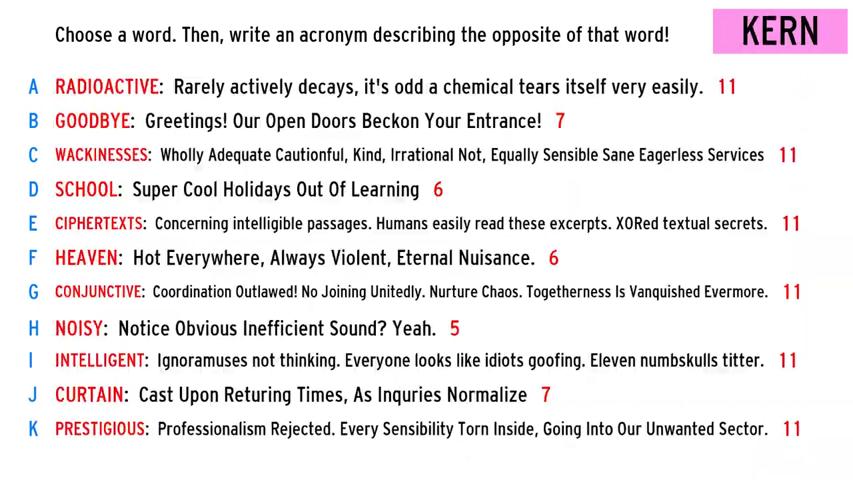 Choose a word. Then, write an acronym describing the opposite of that word!
KERN
A RADIOACTIVE: Rarely actively decays, it's odd a chemical tears itself very easily. 11
B GOODBYE: Greetings! Our Open Doors Beckon Your Entrance! 7
C WACKINESSES: Wholly Adequate Cautionful, Kind, Irrational Not, Equally Sensible Sane Eagerless Services 11
D SCHOOL: Super Cool Holidays Out Of Learning 6
E CIPHERTEXTS: Concerning intelligible passages. Humans easily read these excerpts. XORed textual secrets. 11
F HEAVEN: Hot Everywhere, Always Violent, Eternal Nuisance. 6
G CONJUNCTIVE: Coordination Outlawed! No Joining Unitedly. Nurture Chaos. Togetherness Is Vanquished Evermore. 11
H NOISY: Notice Obvious Inefficient Sound? Yeah. 5
I INTELLIGENT: Ignoramuses not thinking. Everyone looks like idiots goofing. Eleven numbskulls titter. 11
J CURTAIN: Cast Upon Returing Times, As Inquries Normalize 7
K PRESTIGIOUS: Professionalism Rejected. Every Sensibility Torn Inside, Going Into Our Unwanted Sector. 11